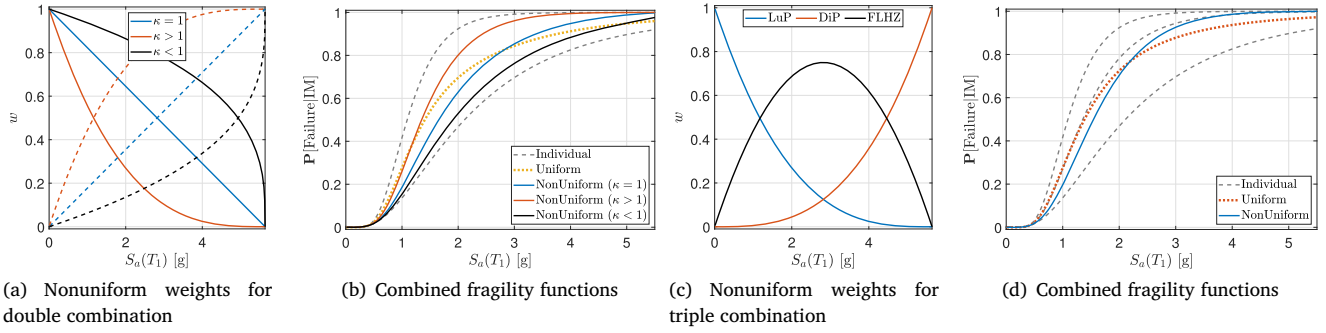 1
0.8
0.6
0.4
0.2
0
w
κ = 1
κ > 1
κ < 1
0 2 4
S_a(T_1) [g]
(a) Nonuniform weights for
double combination
1
0.8
0.6
0.4
0.2
0
P[Failure|IM]
Individual
Uniform
NonUniform (κ = 1)
NonUniform (κ > 1)
NonUniform (κ < 1)
0 1 2 3 4 5
S_a(T_1) [g]
(b) Combined fragility functions
1
0.8
0.6
0.4
0.2
0
w
LuP DiP FLHZ
0 2 4
S_a(T_1) [g]
(c) Nonuniform weights for
triple combination
1
0.8
0.6
0.4
0.2
0
P[Failure|IM]
Individual
Uniform
NonUniform
0 1 2 3 4 5
S_a(T_1) [g]
(d) Combined fragility functions